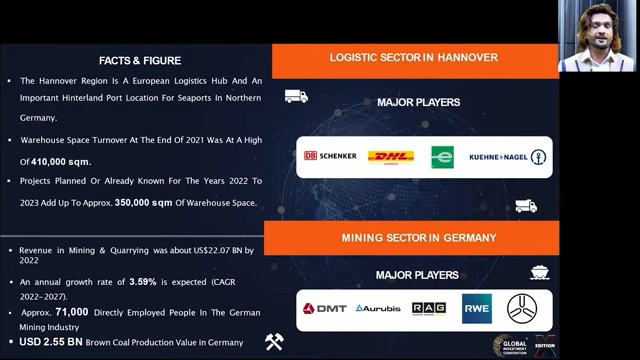 FACTS & FIGURE
The Hannover Region Is A European Logistics Hub And An
Important Hinterland Port Location For Seaports In Northern
Germany.
Warehouse Space Turnover At The End Of 2021 Was At A High
Of 410,000 sqm.
Projects Planned Or Already Known For The Years 2022 To
2023 Add Up To Approx. 350,000 sqm Of Warehouse Space.
LOGISTIC SECTOR IN HANNOVER
MAJOR PLAYERS
DB SCHENKER
DHL
KUEHNE+NAGEL
Revenue in Mining & Quarrying was about US$22.07 BN by
2022
An annual growth rate of 3.59% is expected (CAGR
2022– 2027).
Approx. 71,000 Directly Employed People In The German
Mining Industry
USD 2.55 BN Brown Coal Production Value in Germany
MINING SECTOR IN GERMANY
MAJOR PLAYERS
DMT
Aurubis
RAG
RWE
GLOBAL
INVESTMENT
CONVENTION
X
EDITION